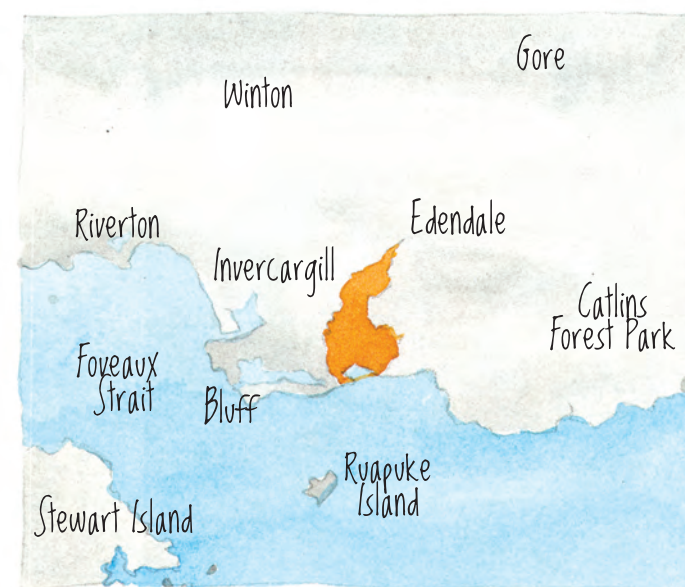 Gore
Winton
Riverton
Edendale
Invercargill
Catlins
Forest Park
Foveaux
Strait
Bluff
Ruapuke
Island
Stewart Island